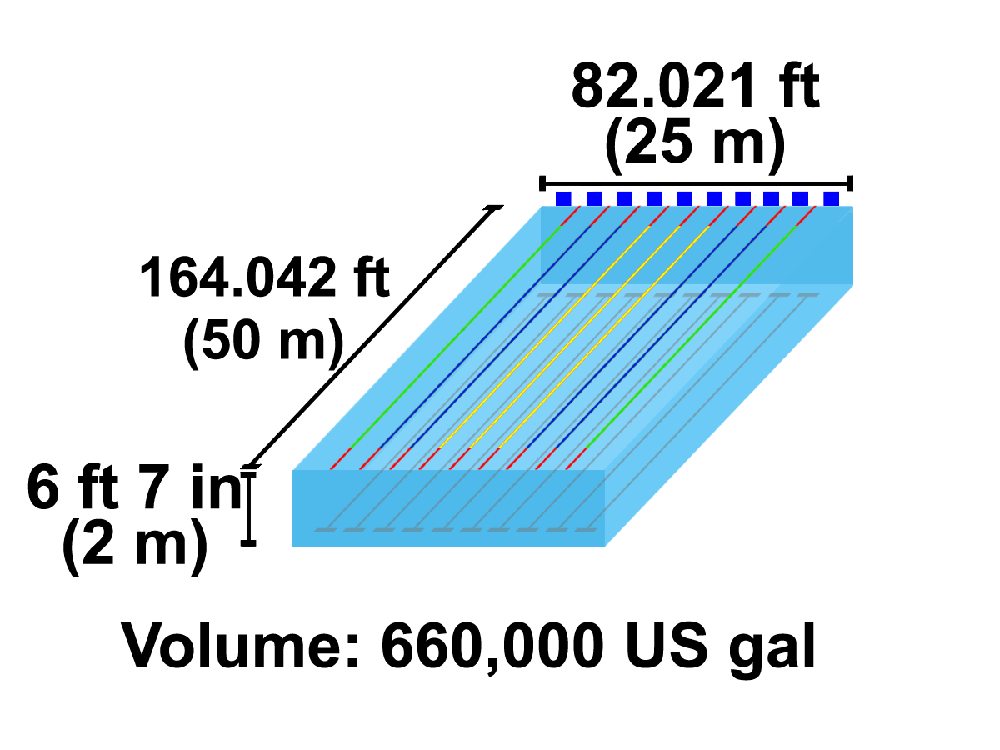 82.021 ft
(25 m)
164.042 ft
(50 m)
6 ft 7 in
(2 m)
Volume: 660,000 US gal